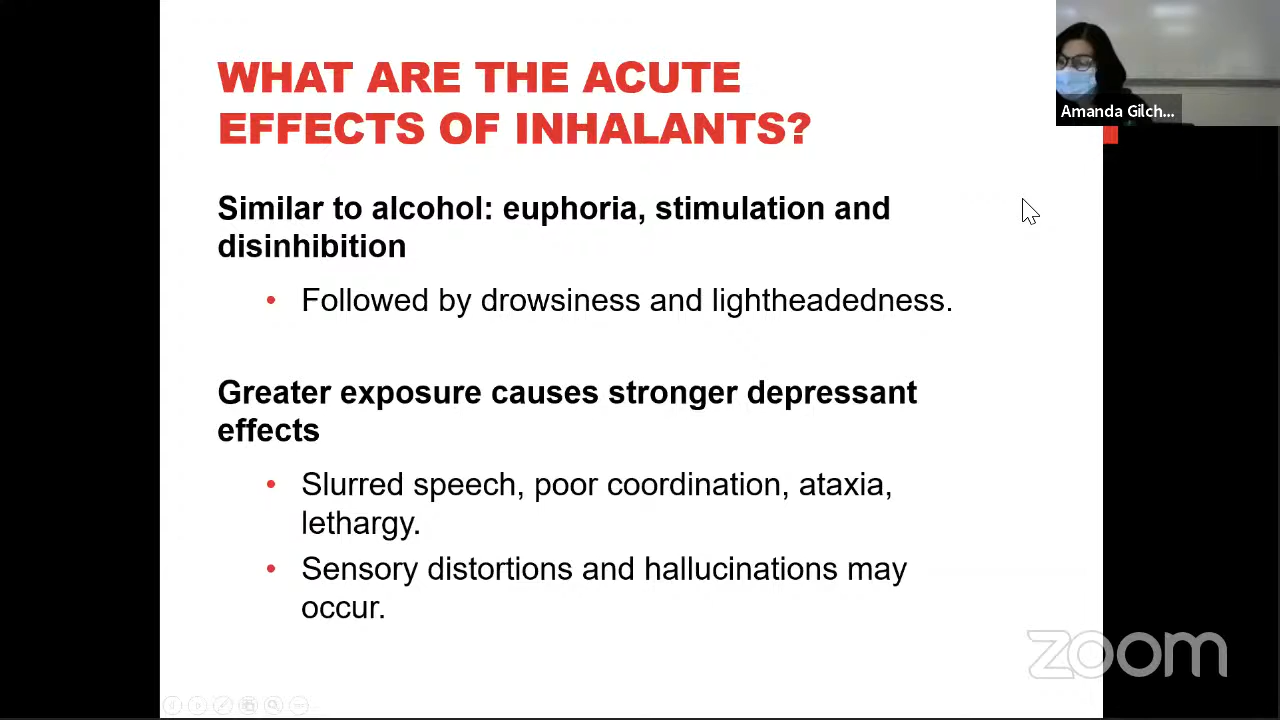 WHAT ARE THE ACUTE
EFFECTS OF INHALANTS?
Amanda Gilch...
Similar to alcohol: euphoria, stimulation and
disinhibition
• Followed by drowsiness and lightheadedness.
Greater exposure causes stronger depressant
effects
• Slurred speech, poor coordination, ataxia,
lethargy.
• Sensory distortions and hallucinations may
occur.
zoom